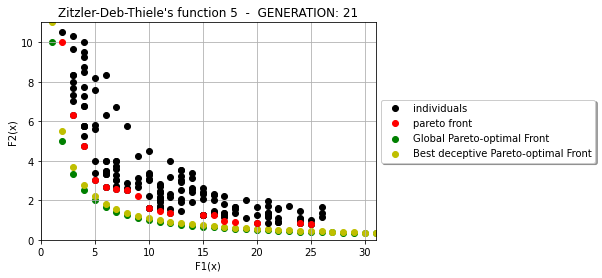 Zitzler-Deb-Thiele's function 5 - GENERATION: 21
10
8
6
4
2
0
F2(x)
0 5 10 15 20 25 30
F1(x)
individuals
pareto front
Global Pareto-optimal Front
Best deceptive Pareto-optimal Front